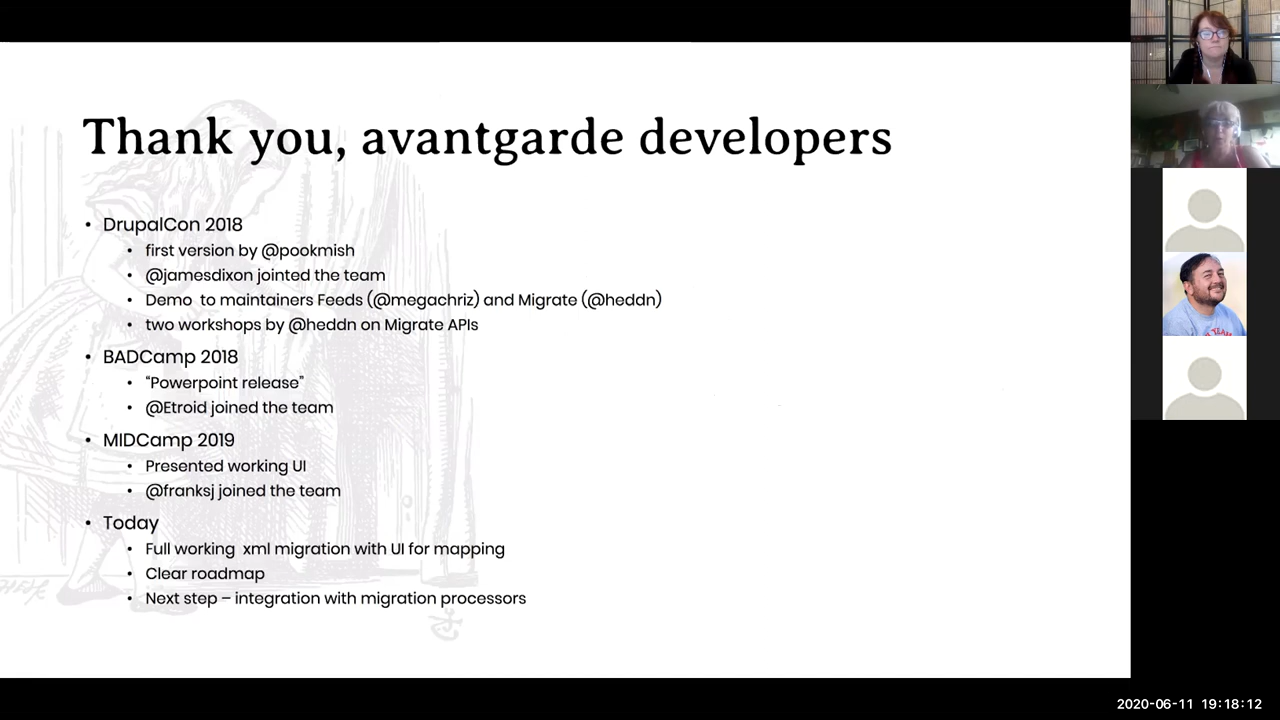 Thank you, avantgarde developers
• DrupalCon 2018
• first version by @pookmish
• @jamesdixon jointed the team
• Demo to maintainers Feeds (@megachriz) and Migrate (@heddn)
• two workshops by @heddn on Migrate APIs
• BADCamp 2018
• “Powerpoint release”
• @Etroid joined the team
• MIDCamp 2019
• Presented working UI
• @franksj joined the team
• Today
• Full working xml migration with UI for mapping
• Clear roadmap
• Next step – integration with migration processors
2020-06-11 19:18:12